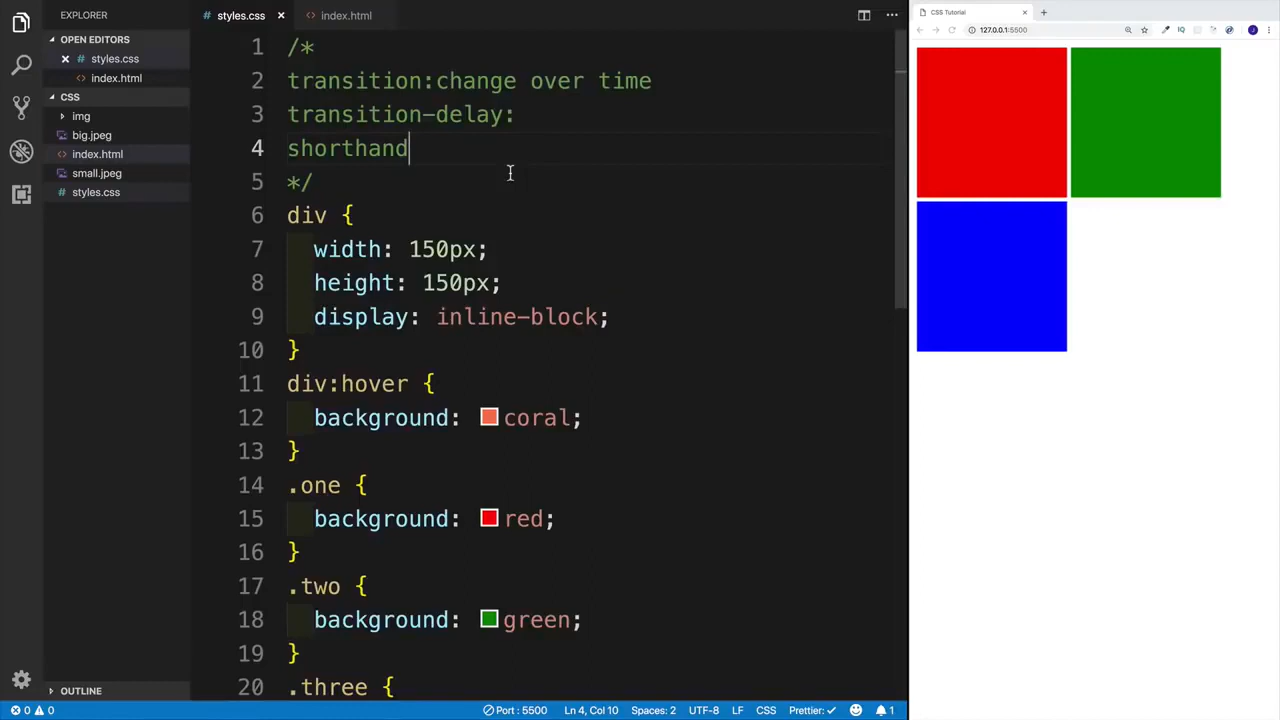 EXPLORER
OPEN EDITORS
styles.css
index.html
CSS
img
big.jpeg
index.html
small.jpeg
styles.css
OUTLINE
styles.css
index.html
1 /*
2 transition:change over time
3 transition-delay:
4 shorthand
5 */
6 div {
7 width: 150px;
8 height: 150px;
9 display: inline-block;
10 }
11 div:hover {
12 background: coral;
13 }
14 .one {
15 background: red;
16 }
17 .two {
18 background: green;
19 }
20 .three {
0 0 Port : 5500 Ln 4, Col 10 Spaces: 2 UTF-8 LF CSS Prettier: 1
CSS Tutorial
127.0.0.1:5500